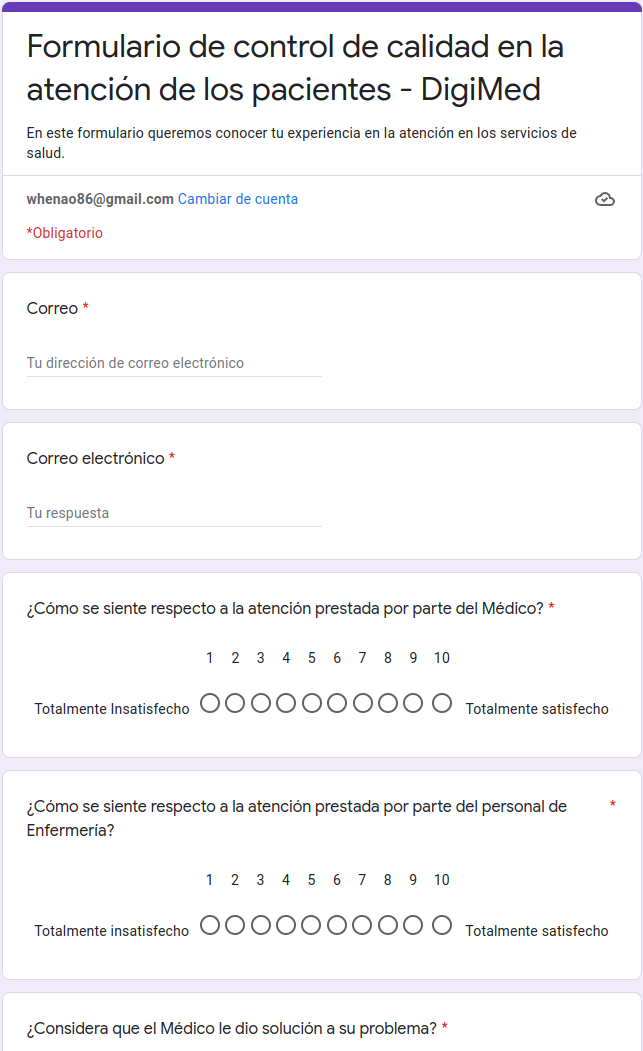 Formulario de control de calidad en la
atención de los pacientes - DigiMed
En este formulario queremos conocer tu experiencia en la atención en los servicios de
salud.
whenao86@gmail.com Cambiar de cuenta
*Obligatorio
Correo *
Tu dirección de correo electrónico
Correo electrónico *
Tu respuesta
¿Cómo se siente respecto a la atención prestada por parte del Médico? *
1 2 3 4 5 6 7 8 9 10
Totalmente Insatisfecho Totalmente satisfecho
¿Cómo se siente respecto a la atención prestada por parte del personal de *
Enfermería?
1 2 3 4 5 6 7 8 9 10
Totalmente insatisfecho Totalmente satisfecho
¿Considera que el Médico le dio solución a su problema? *